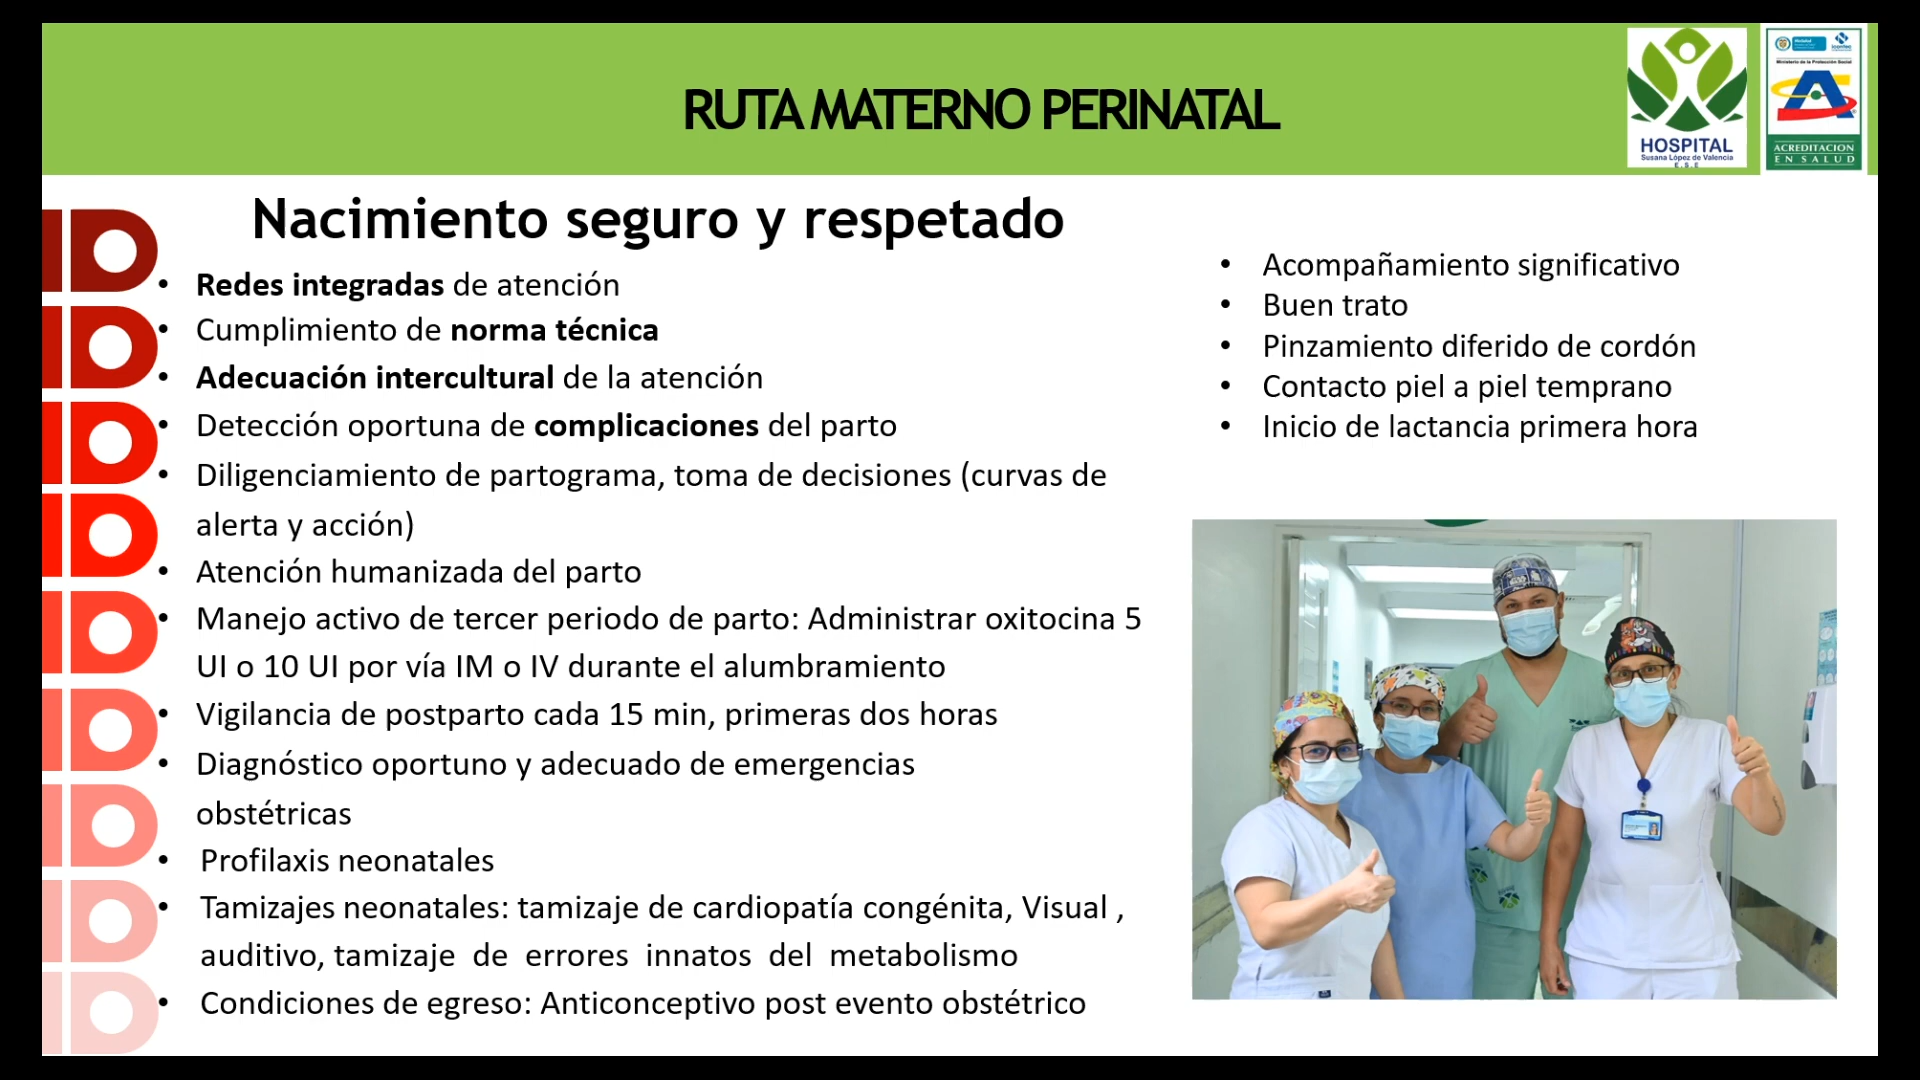 RUTA MATERNO PERINATAL
HOSPITAL
Susana López de Valencia
E.S.E
Ministerio de la Protección Social
ACREDITACION
EN SALUD
Nacimiento seguro y respetado
• Redes integradas de atención
• Cumplimiento de norma técnica
• Adecuación intercultural de la atención
• Detección oportuna de complicaciones del parto
• Diligenciamiento de partograma, toma de decisiones (curvas de
alerta y acción)
• Atención humanizada del parto
• Manejo activo de tercer periodo de parto: Administrar oxitocina 5
UI o 10 UI por vía IM o IV durante el alumbramiento
• Vigilancia de postparto cada 15 min, primeras dos horas
• Diagnóstico oportuno y adecuado de emergencias
obstétricas
• Profilaxis neonatales
• Tamizajes neonatales: tamizaje de cardiopatía congénita, Visual ,
auditivo, tamizaje de errores innatos del metabolismo
• Condiciones de egreso: Anticonceptivo post evento obstétrico
• Acompañamiento significativo
• Buen trato
• Pinzamiento diferido de cordón
• Contacto piel a piel temprano
• Inicio de lactancia primera hora